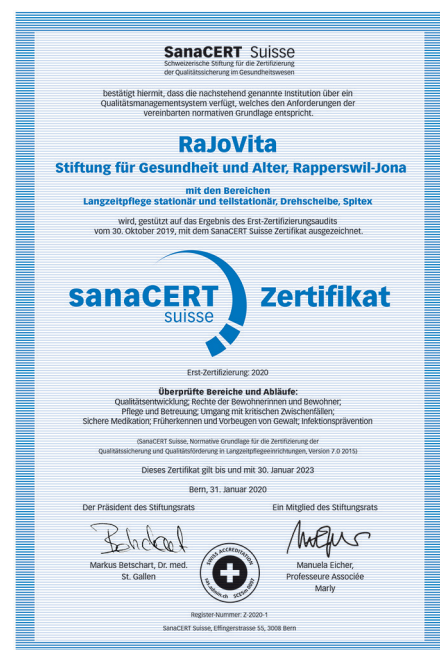 SanaCERT Suisse
Schweizerische Stiftung für die Zertifizierung
der Qualitätssicherung im Gesundheitswesen
bestätigt hiermit, dass die nachstehend genannte Institution über ein
Qualitätsmanagementsystem verfügt, welches den Anforderungen der
vereinbarten normativen Grundlage entspricht.
RaJoVita
Stiftung für Gesundheit und Alter, Rapperswil-Jona
mit den Bereichen
Langzeitpflege stationär und teilstationär, Drehscheibe, Spitex
wird, gestützt auf das Ergebnis des Erst-Zertifizierungsaudits
vom 30. Oktober 2019, mit dem SanaCERT Suisse Zertifikat ausgezeichnet.
sanaCERT Zertifikat
suisse
Erst-Zertifizierung: 2020
Überprüfte Bereiche und Abläufe:
Qualitätsentwicklung; Rechte der Bewohnerinnen und Bewohner;
Pflege und Betreuung; Umgang mit kritischen Zwischenfällen;
Sichere Medikation; Früherkennen und Vorbeugen von Gewalt; Infektionsprävention
(SanaCERT Suisse, Normative Grundlage für die Zertifizierung der
Qualitätssicherung und Qualitätsförderung in Langzeitpflegeeinrichtungen, Version 7.0 2015)
Dieses Zertifikat gilt bis und mit 30. Januar 2023
Bern, 31. Januar 2020
Der Präsident des Stiftungsrats
Ein Mitglied des Stiftungsrats
Markus Betschart, Dr. med.
St. Gallen
SWISS ACCREDITATION
sas.admin.ch SCESm 0007
Manuela Eicher,
Professeure Associée
Marly
Register-Nummer: Z-2020-1
SanaCERT Suisse, Effingerstrasse 55, 3008 Bern